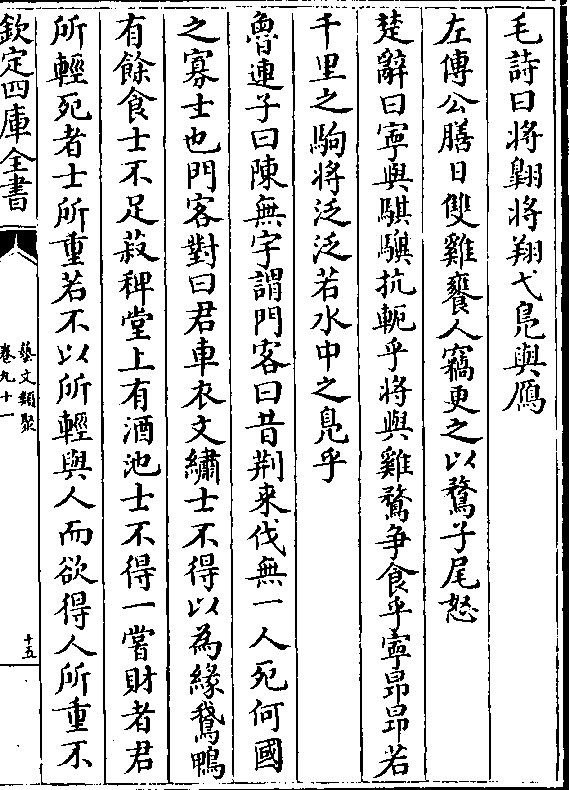 毛詩曰將翺將翔弋鳬與鴈
左傳公膳日雙雞饔人竊更之以鶩子尾怒
楚辭曰寧與騏驥抗軛乎將與雞鶩爭食乎寧昂昂若
千里之駒將泛泛若水中之鳬乎
魯連子曰陳無宇謂門客曰昔荆来伐無一人死何國
之寡士也門客對曰君車衣文繡士不得以為緣鵞鴨
有餘食士不足菽稗堂上有酒池士不得一嘗財者君
所輕死者士所重若不以所輕與人而欲得人所重不
欽定四庫全書
藝文類聚
卷九十一
十五